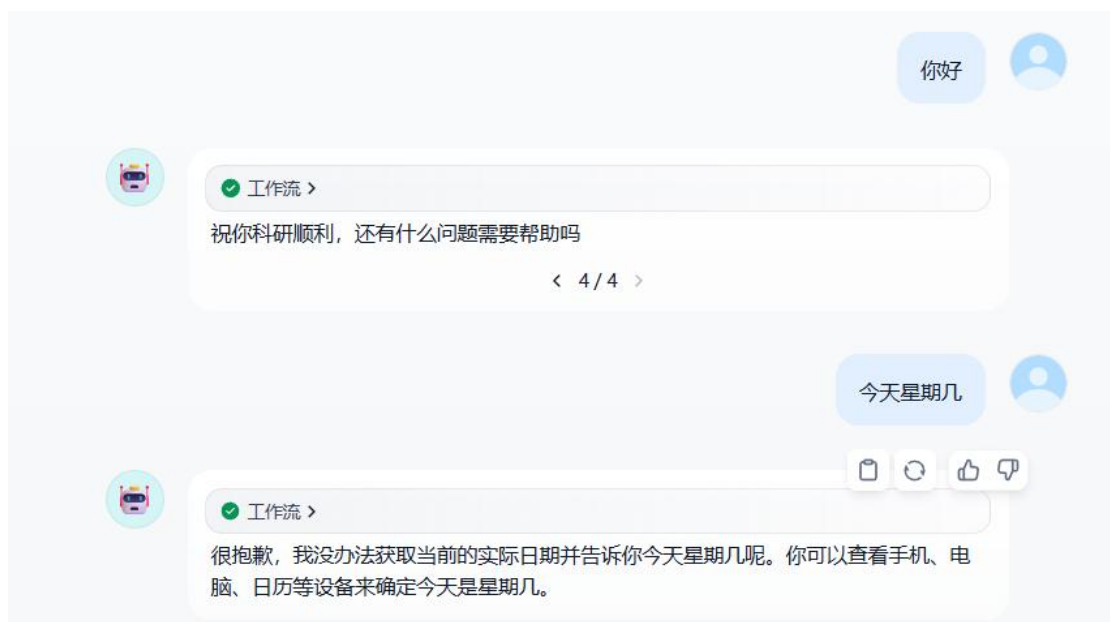 你好
工作流
祝你科研顺利，还有什么问题需要帮助吗
4 / 4
今天星期几
工作流
很抱歉，我没办法获取当前的实际日期并告诉你今天星期几呢。你可以查看手机、电
脑、日历等设备来确定今天是星期几。